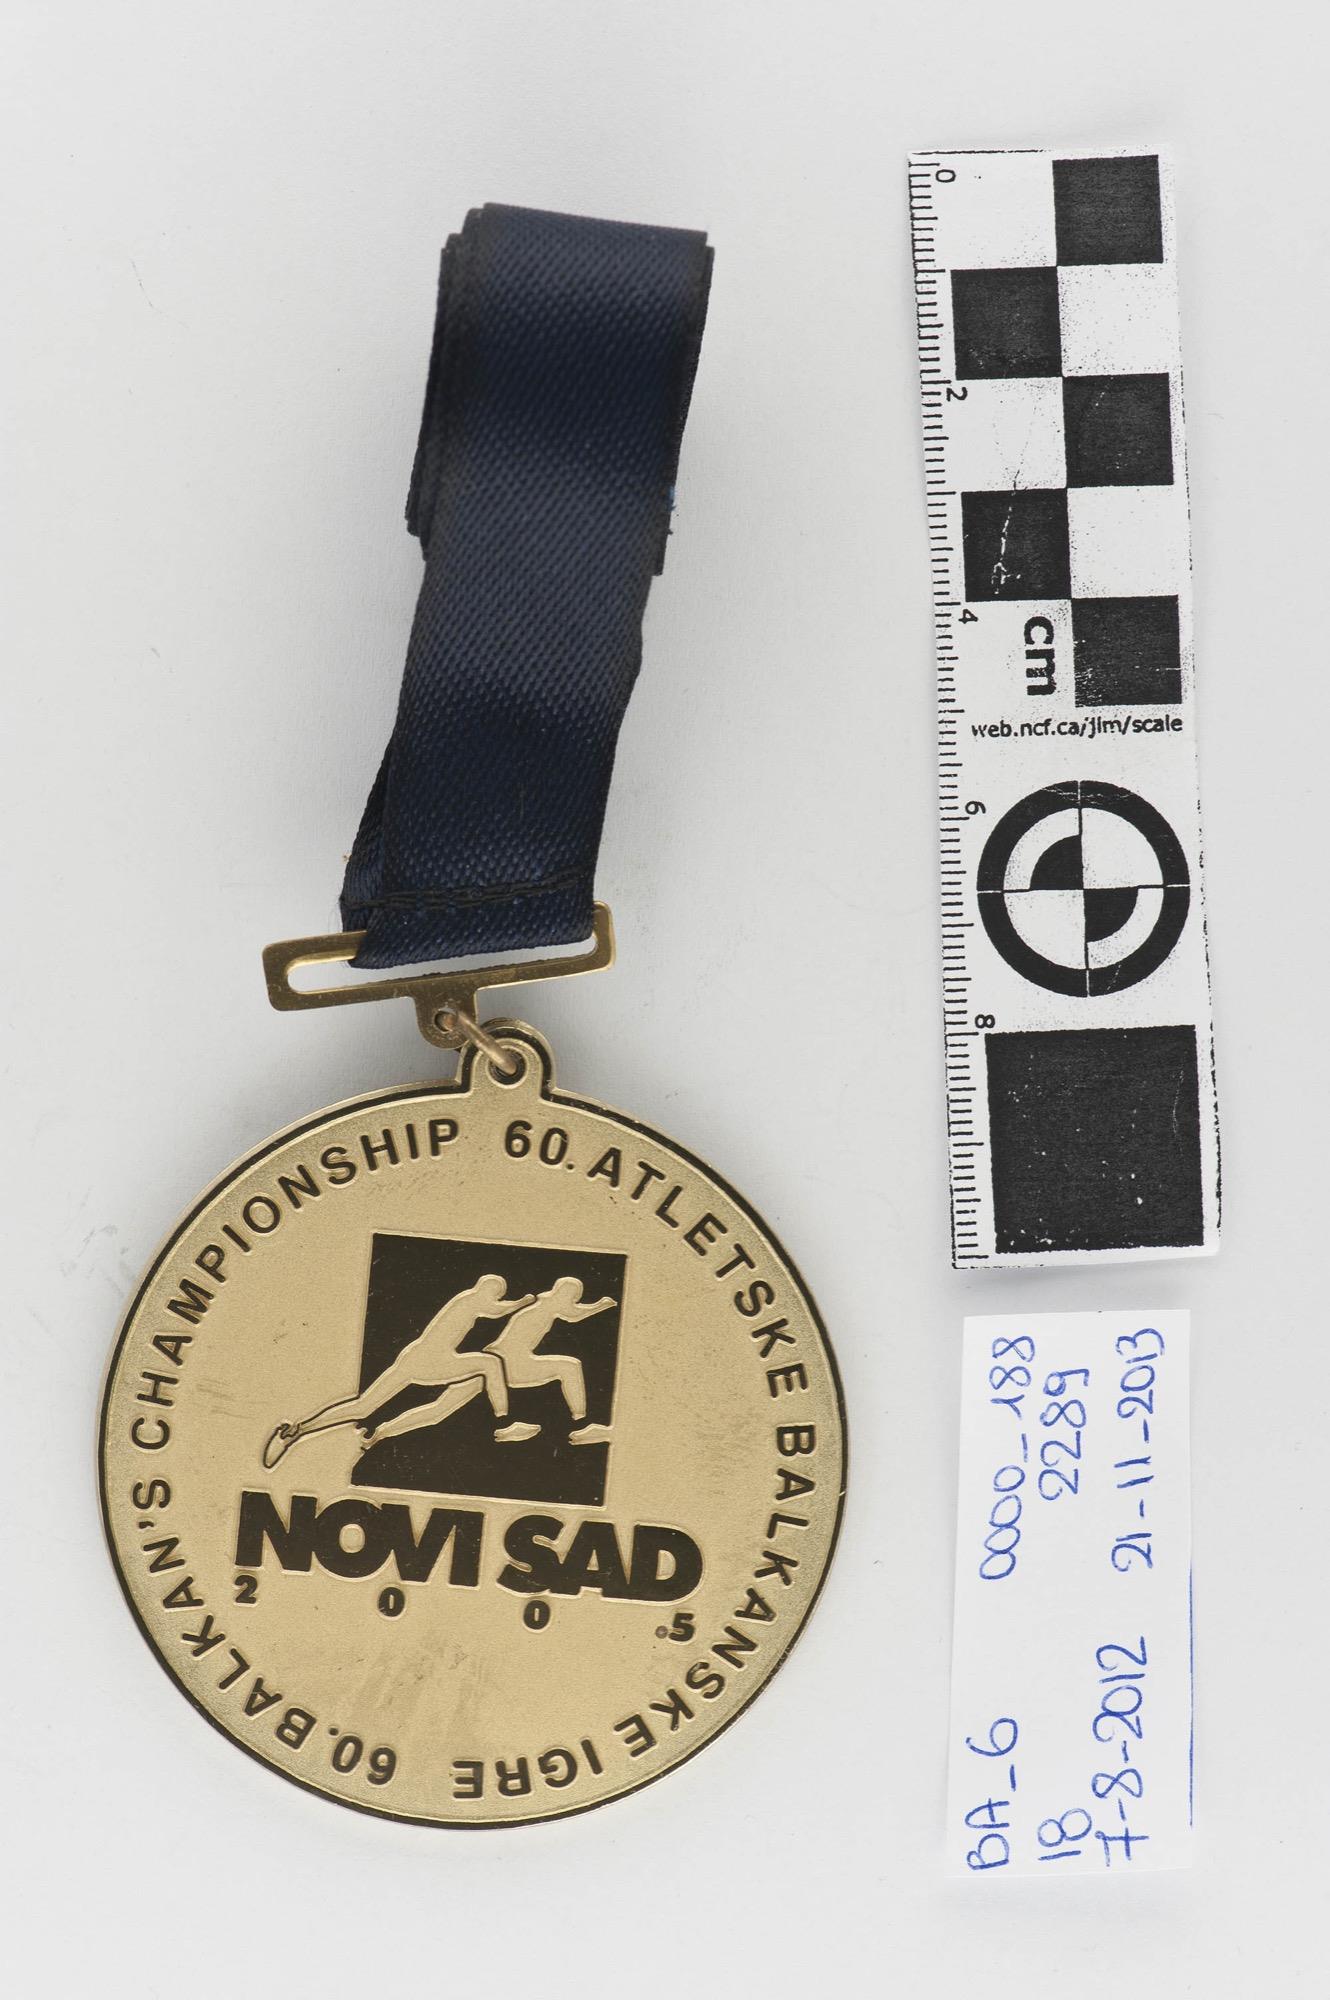 60. BALKAN'S CHAMPIONSHIP
60. ATLETSKE BALKANSKE IGRE
NOVI SAD
2005
0
2
4
cm
web.ncf.ca/jim/scale
6
8
BA_6 0000_188
18 2289
7-8-2012 21-11-2013